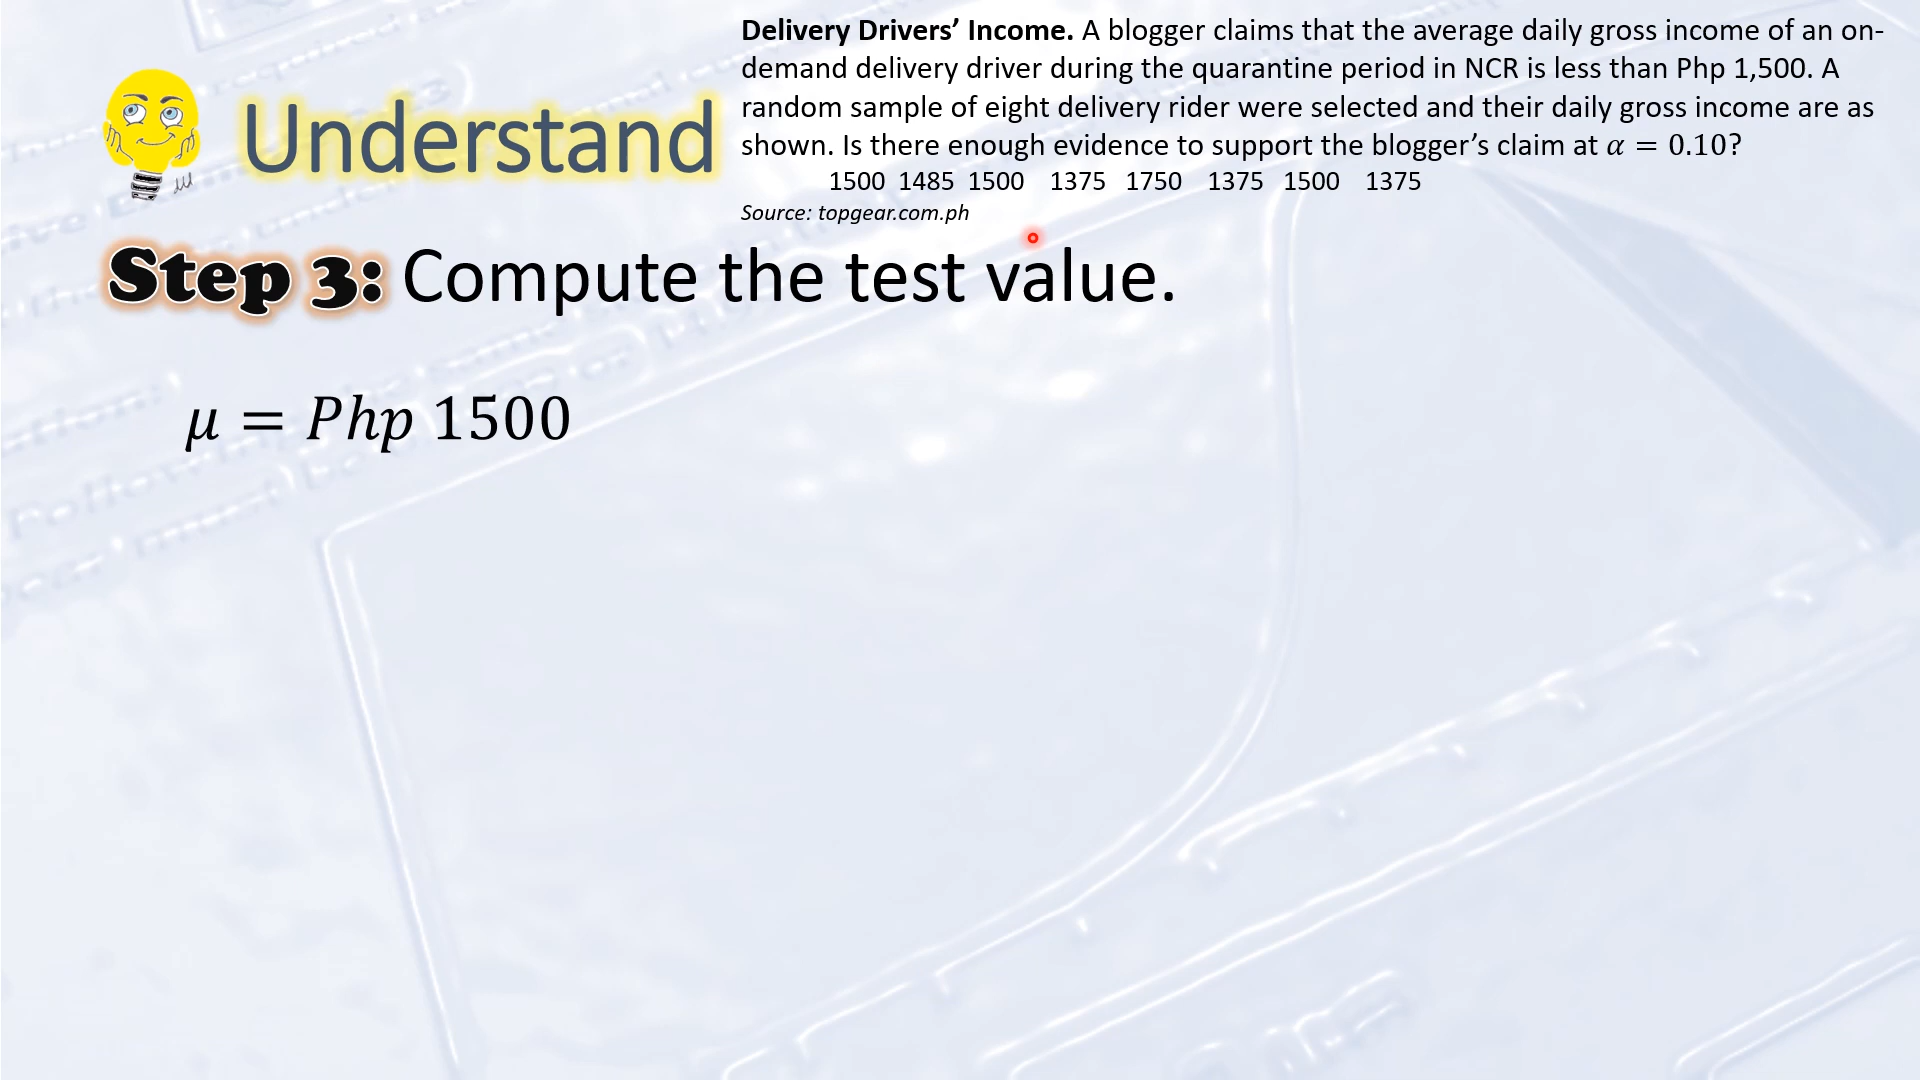 Delivery Drivers’ Income. A blogger claims that the average daily gross income of an on-
demand delivery driver during the quarantine period in NCR is less than Php 1,500. A
random sample of eight delivery rider were selected and their daily gross income are as
shown. Is there enough evidence to support the blogger’s claim at α = 0.10?
1500 1485 1500 1375 1750 1375 1500 1375
Source: topgear.com.ph
Understand
Step 3: Compute the test value.
μ = Php 1500